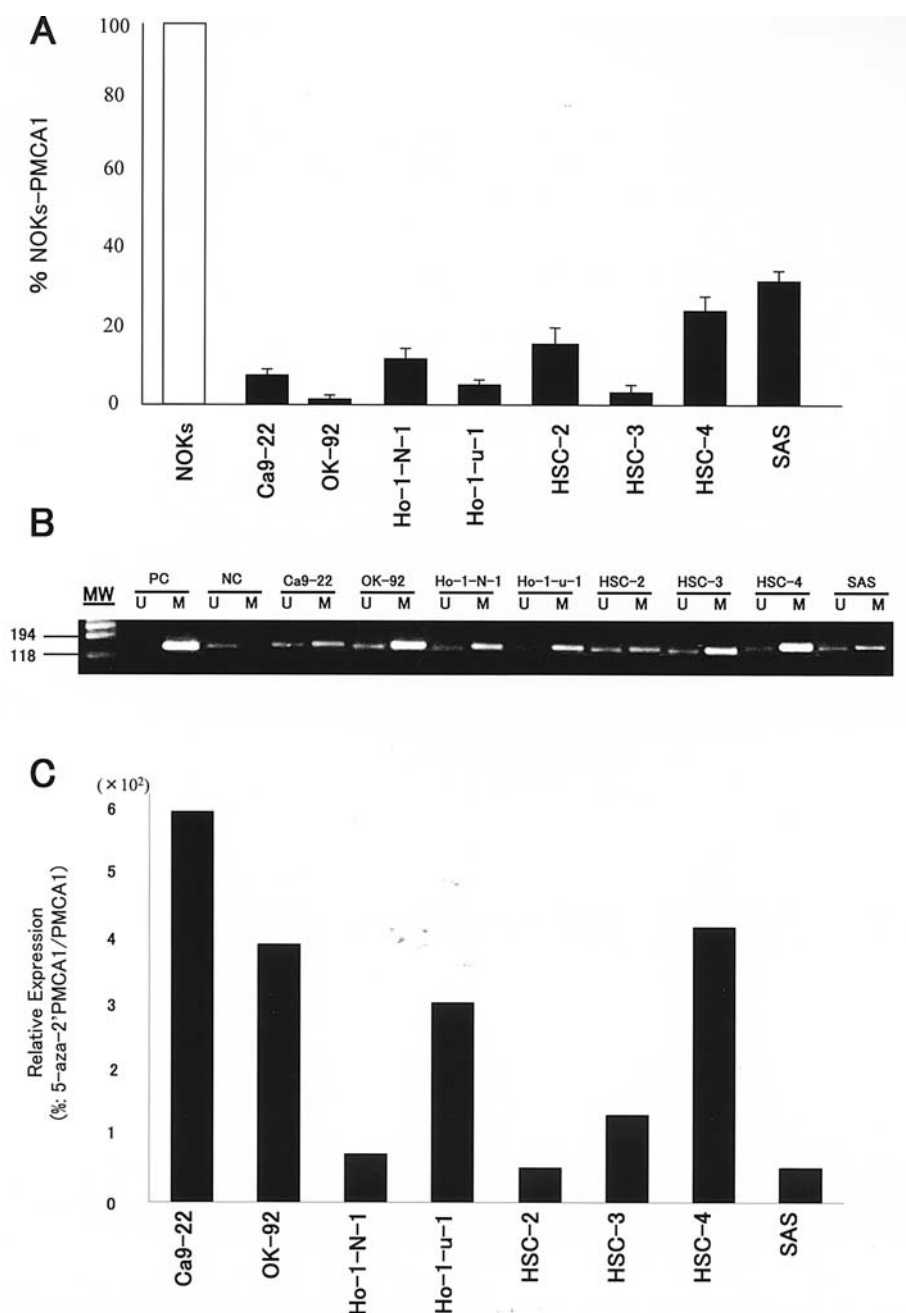 A
100
80
60
40
20
0
% NOKs-PMCA1
NOKs
Ca9-22
OK-92
Ho-1-N-1
Ho-1-u-1
HSC-2
HSC-3
HSC-4
SAS
B
MW PC NC Ca9-22 OK-92 Ho-1-N-1 Ho-1-u-1 HSC-2 HSC-3 HSC-4 SAS
U M U M U M U M U M U M U M U M U M U M
194
118
C
(×10²)
6
5
4
3
2
1
0
Relative Expression
(%: 5-aza-2'PMCA1/PMCA1)
Ca9-22
OK-92
Ho-1-N-1
Ho-1-u-1
HSC-2
HSC-3
HSC-4
SAS